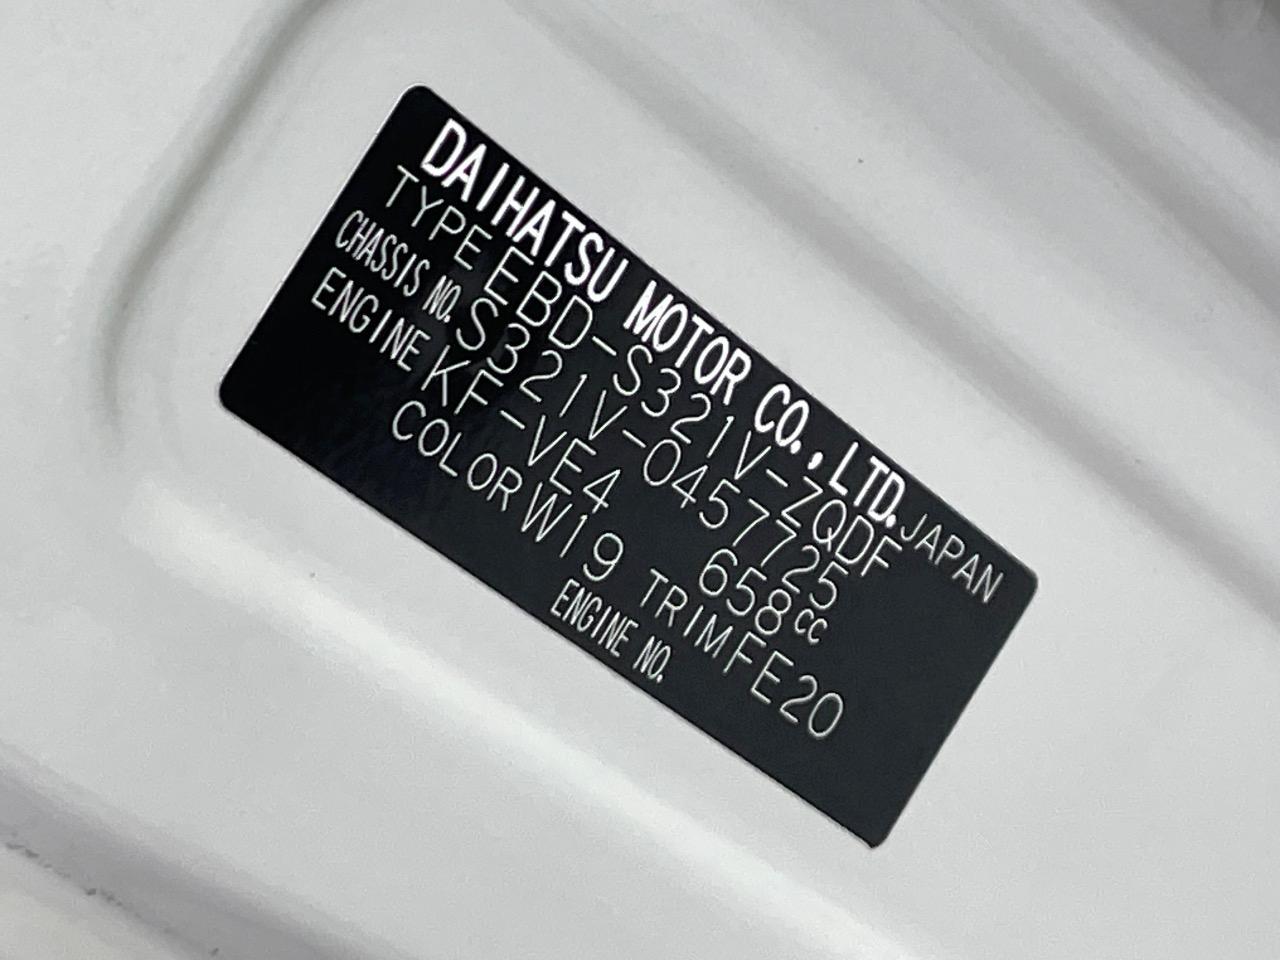 DAIHATSU MOTOR CO., LTD. JAPAN
TYPE EBD-S321V-ZQDF
CHASSIS NO. S321V-0457725
ENGINE KF-VE4 658cc
COLOR W19 TRIM FE20
ENGINE NO.